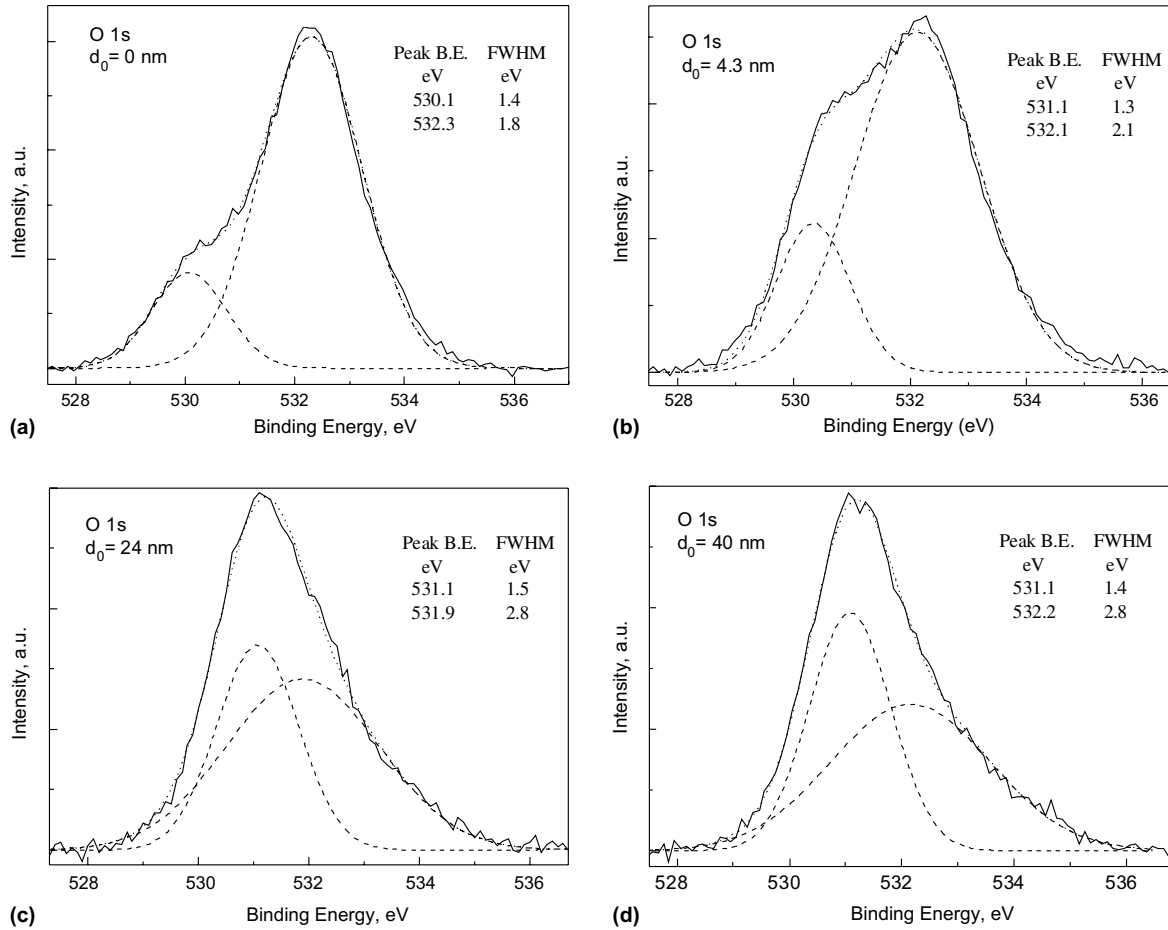 O 1s
d0= 0 nm
Peak B.E. FWHM
eV eV
530.1 1.4
532.3 1.8
Intensity, a.u.
528 530 532 534 536
Binding Energy, eV
(a)
O 1s
d0= 4.3 nm
Peak B.E. FWHM
eV eV
531.1 1.3
532.1 2.1
Intensity a.u.
528 530 532 534 536
Binding Energy (eV)
(b)
O 1s
d0= 24 nm
Peak B.E. FWHM
eV eV
531.1 1.5
531.9 2.8
Intensity, a.u.
528 530 532 534 536
Binding Energy, eV
(c)
O 1s
d0= 40 nm
Peak B.E. FWHM
eV eV
531.1 1.4
532.2 2.8
Intensity, a.u.
528 530 532 534 536
Binding Energy, eV
(d)